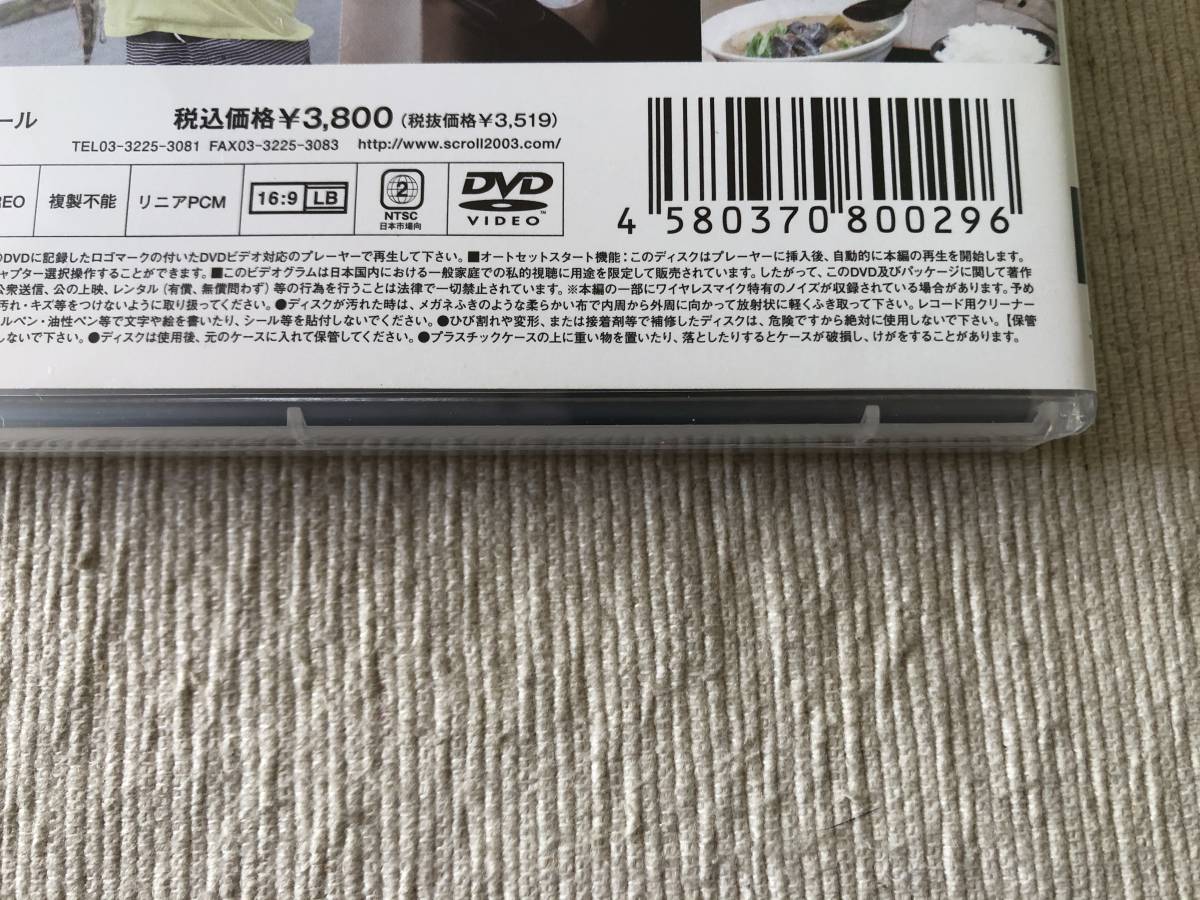 ール
税込価格¥3,800（税抜価格¥3,519）
TEL03-3225-3081 FAX03-3225-3083 http://www.scroll2003.com/
REO 複製不能 リニアPCM 16:9 LB 2 NTSC 日本市場向 DVD VIDEO™
4 580370 800296
DVDに記録したロゴマークの付いたDVDビデオ対応のプレーヤーで再生して下さい。■オートセットスタート機能：このディスクはプレーヤーに挿入後、自動的に本編の再生を開始します。
ャプター選択操作することができます。■このビデオグラムは日本国内における一般家庭での私的視聴に用途を限定して販売されています。したがって、このDVD及びパッケージに関して著作
公衆送信、公の上映、レンタル（有償、無償問わず）等の行為を行うことは法律で一切禁止されています。※本編の一部にワイヤレスマイク特有のノイズが収録されている場合があります。予め
汚れ・キズ等をつけないように取り扱ってください。●ディスクが汚れた時は、メガネふきのような柔らかい布で内周から外周に向かって放射状に軽くふき取って下さい。レコード用クリーナー
ルペン・油性ペン等で文字や絵を書いたり、シール等を貼付しないでください。●ひび割れや変形、または接着剤等で補修したディスクは、危険ですから絶対に使用しないで下さい。【保管
しないで下さい。●ディスクは使用後、元のケースに入れて保管してください。●プラスチックケースの上に重い物を置いたり、落としたりするとケースが破損し、けがをすることがあります。